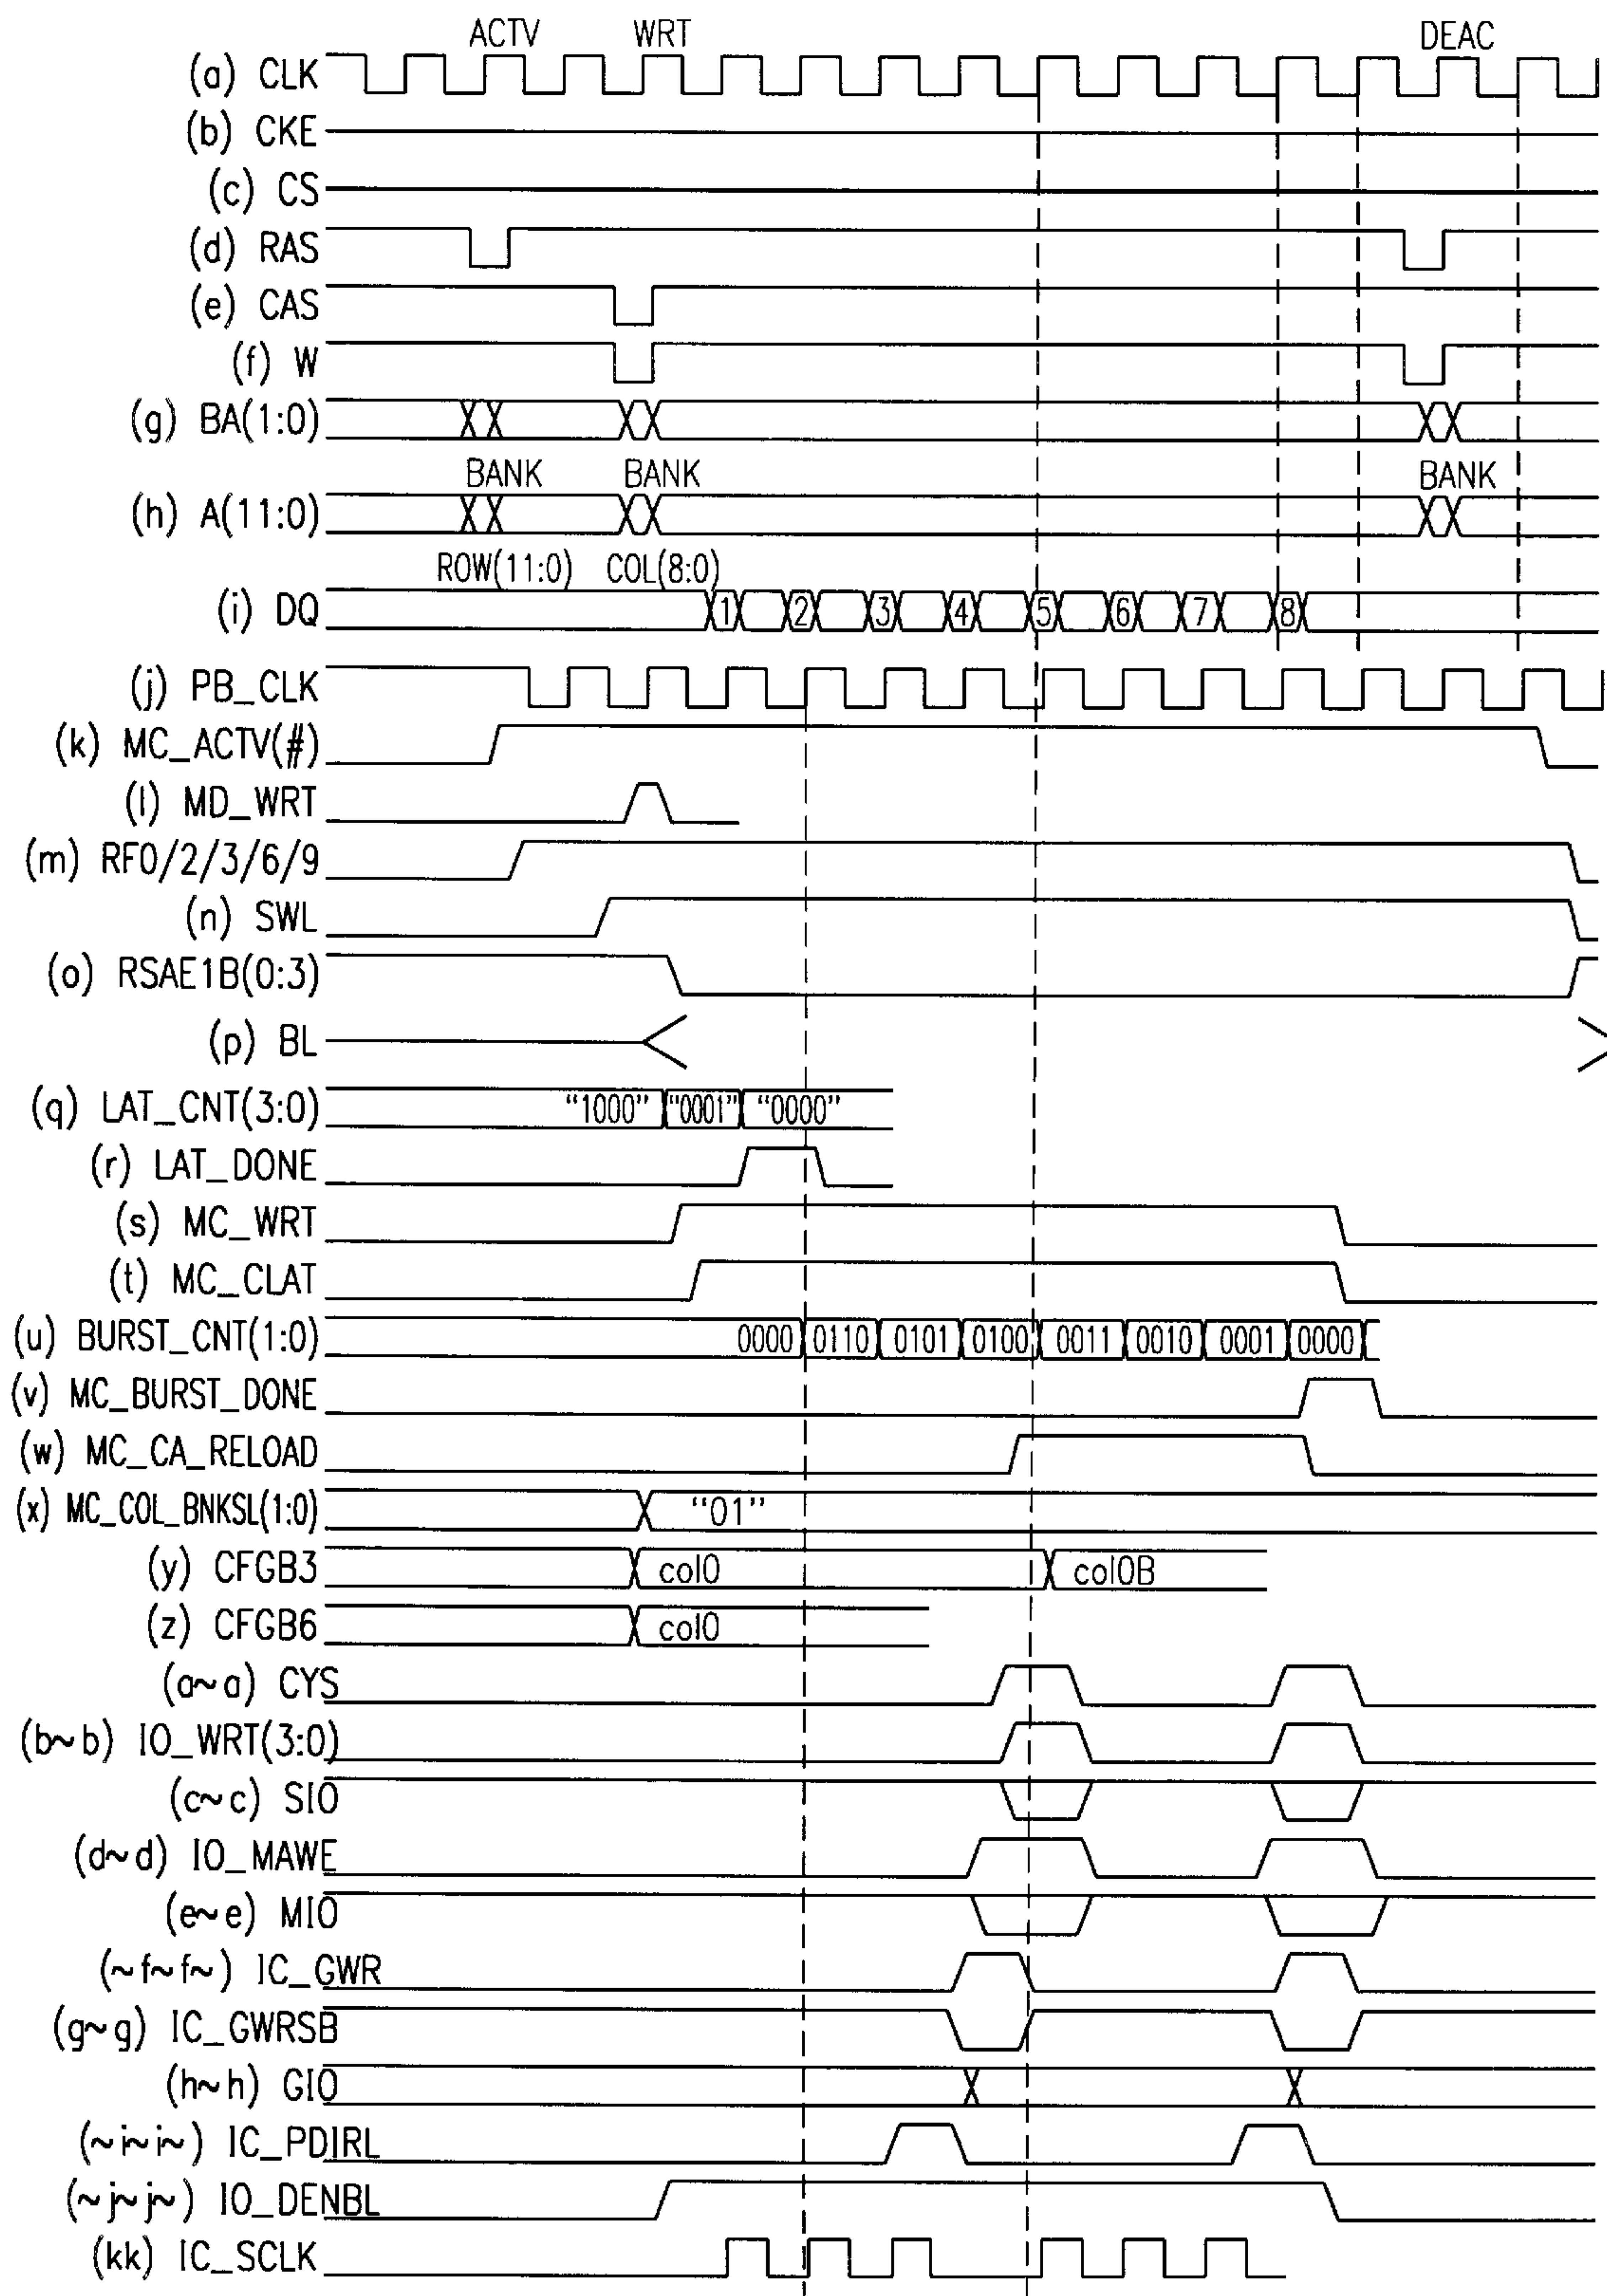 ACTV WRT DEAC
(a) CLK
(b) CKE
(c) CS
(d) RAS
(e) CAS
(f) W
(g) BA(1:0)
BANK BANK BANK
(h) A(11:0)
ROW(11:0) COL(8:0)
(i) DQ 1 2 3 4 5 6 7 8
(j) PB_CLK
(k) MC_ACTV(#)
(l) MD_WRT
(m) RF0/2/3/6/9
(n) SWL
(o) RSAE1B(0:3)
(p) BL
(q) LAT_CNT(3:0) "1000" "0001" "0000"
(r) LAT_DONE
(s) MC_WRT
(t) MC_CLAT
(u) BURST_CNT(1:0) 0000 0110 0101 0100 0011 0010 0001 0000
(v) MC_BURST_DONE
(w) MC_CA_RELOAD
(x) MC_COL_BNKSL(1:0) "01"
(y) CFGB3 col0 col0B
(z) CFGB6 col0
(a~a) CYS
(b~b) IO_WRT(3:0)
(c~c) SIO
(d~d) IO_MAWE
(e~e) MIO
(~f~f~) IC_GWR
(g~g) IC_GWRSB
(h~h) GIO
(~i~i~) IC_PDIRL
(~j~j~) IO_DENBL
(kk) IC_SCLK